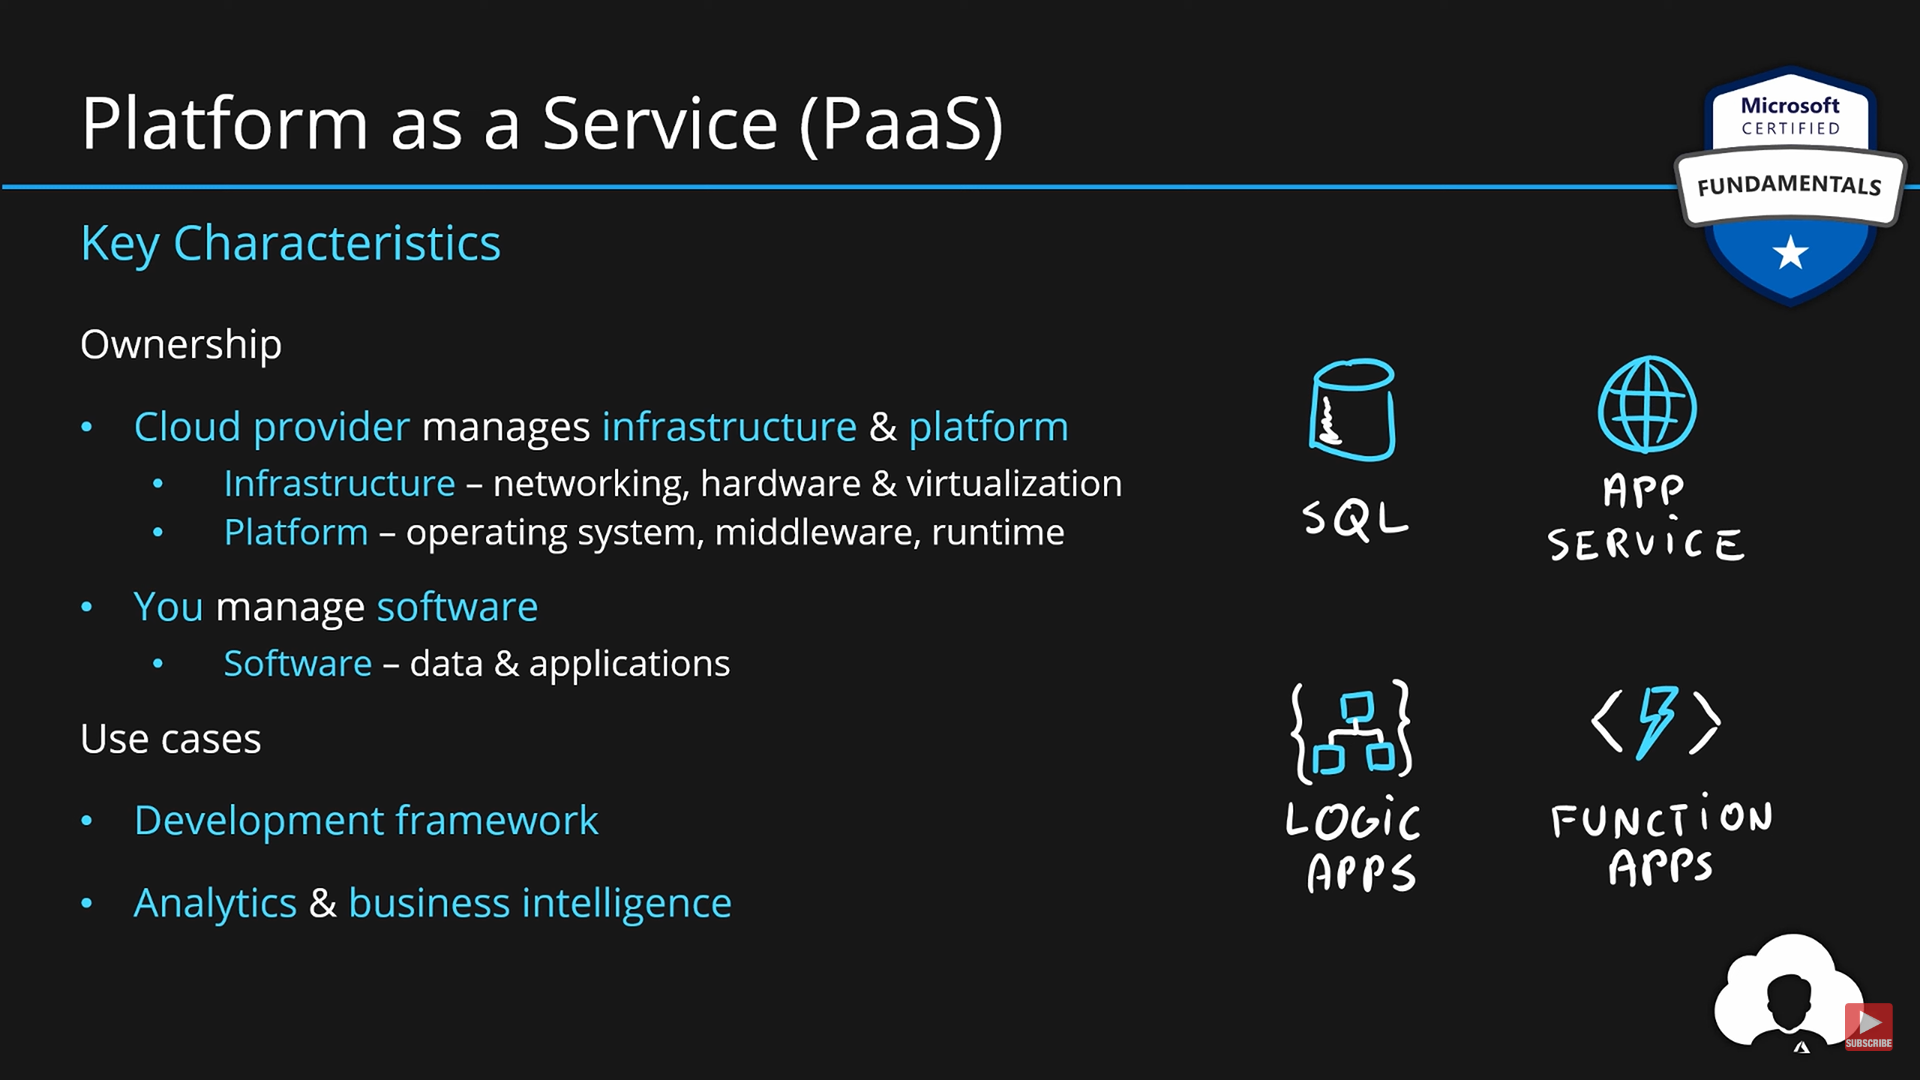 Platform as a Service (PaaS)
Microsoft
CERTIFIED
FUNDAMENTALS
Key Characteristics
Ownership
• Cloud provider manages infrastructure & platform
• Infrastructure – networking, hardware & virtualization
• Platform – operating system, middleware, runtime
• You manage software
• Software – data & applications
Use cases
• Development framework
• Analytics & business intelligence
SQL
APP
SERViCE
LOGiC
APPS
FUNCTiON
APPS
SUBSCRIBE